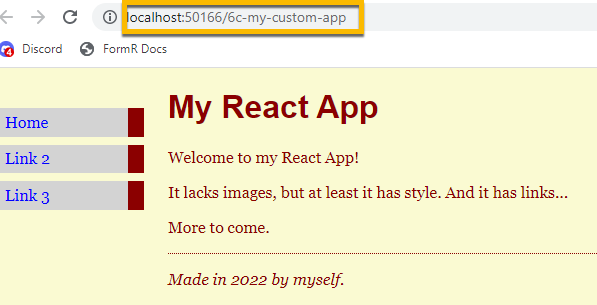 localhost:50166/6c-my-custom-app
Discord FormR Docs
My React App
Home
Welcome to my React App!
Link 2
It lacks images, but at least it has style. And it has links...
Link 3
More to come.
Made in 2022 by myself.